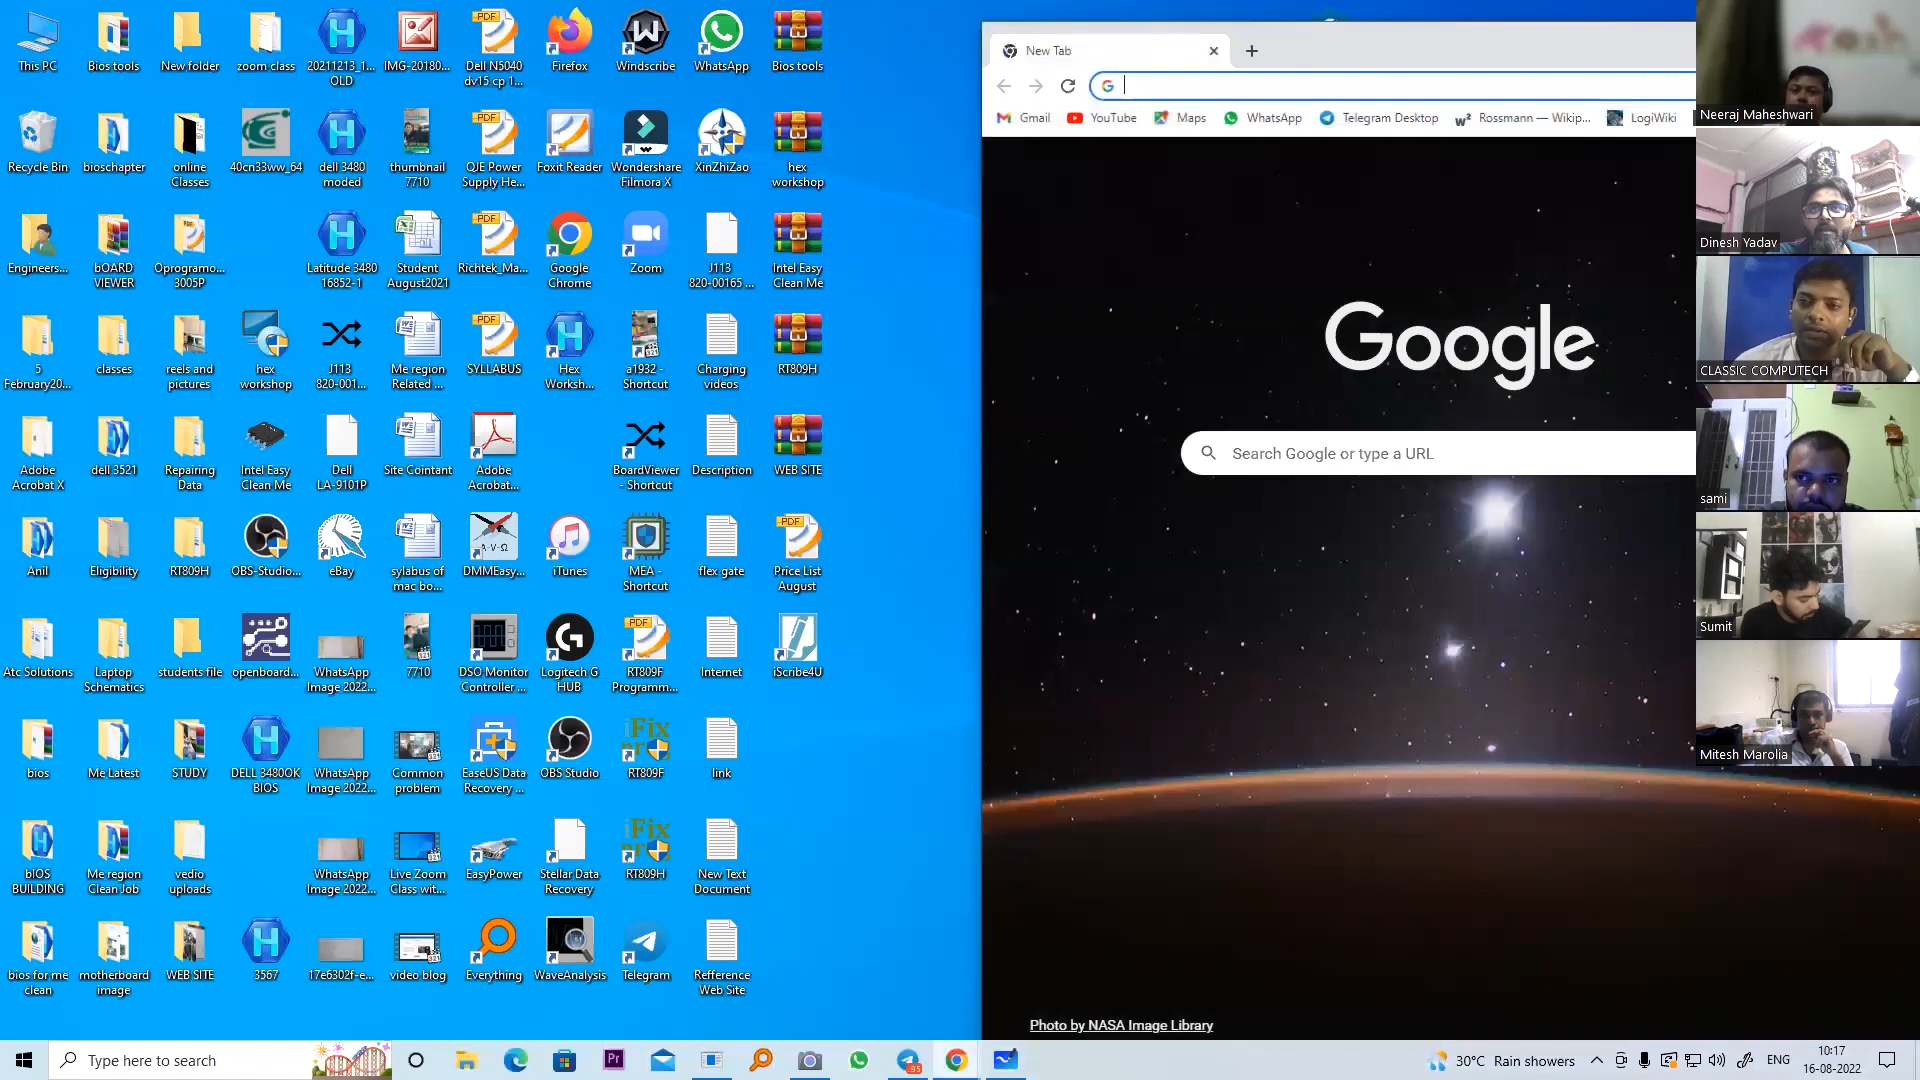 This PC
Bios tools
New folder
zoom class
20211213_1...
OLD
IMG-20180...
Dell N5040
dv15 cp 1...
Firefox
Windscribe
WhatsApp
Bios tools
Recycle Bin
bioschapter
online
Classes
40cn33ww_64
dell 3480
moded
thumbnail
7710
QJE Power
Supply He...
Foxit Reader
Wondershare
Filmora X
XinZhiZao
hex
workshop
Engineers...
bOARD
VIEWER
Oprogramo...
3005P
Latitude 3480
16852-1
Student
August2021
Richtek_Ma...
Google
Chrome
Zoom
J113
820-00165 ...
Intel Easy
Clean Me
5
February20...
classes
reels and
pictures
hex
workshop
J113
820-001...
Me region
Related ...
SYLLABUS
Hex
Worksh...
a1932 -
Shortcut
Charging
videos
RT809H
Adobe
Acrobat X
dell 3521
Repairing
Data
Intel Easy
Clean Me
Dell
LA-9101P
Site Cointant
Adobe
Acrobat...
BoardViewer
- Shortcut
Description
WEB SITE
Anil
Eligibility
RT809H
OBS-Studio...
eBay
sylabus of
mac bo...
DMMEasy...
iTunes
MEA -
Shortcut
flex gate
Price List
August
Atc Solutions
Laptop
Schematics
students file
openboard...
WhatsApp
Image 2022...
7710
DSO Monitor
Controller ...
Logitech G
HUB
RT809F
Programm...
Internet
iScribe4U
bios
Me Latest
STUDY
DELL 3480OK
BIOS
WhatsApp
Image 2022...
Common
problem
EaseUS Data
Recovery ...
OBS Studio
RT809F
link
bIOS
BUILDING
Me region
Clean Job
vedio
uploads
WhatsApp
Image 2022...
Live Zoom
Class wit...
EasyPower
Stellar Data
Recovery
RT809H
New Text
Document
bios for me
clean
motherboard
image
WEB SITE
3567
17e6302f-e...
video blog
Everything
WaveAnalysis
Telegram
Refference
Web Site
New Tab
Gmail
YouTube
Maps
WhatsApp
Telegram Desktop
Rossmann — Wikip...
LogiWiki
Google
Search Google or type a URL
Photo by NASA Image Library
Neeraj Maheshwari
Dinesh Yadav
CLASSIC COMPUTECH
sami
Sumit
Mitesh Marolia
Type here to search
30°C Rain showers
ENG
10:17
16-08-2022